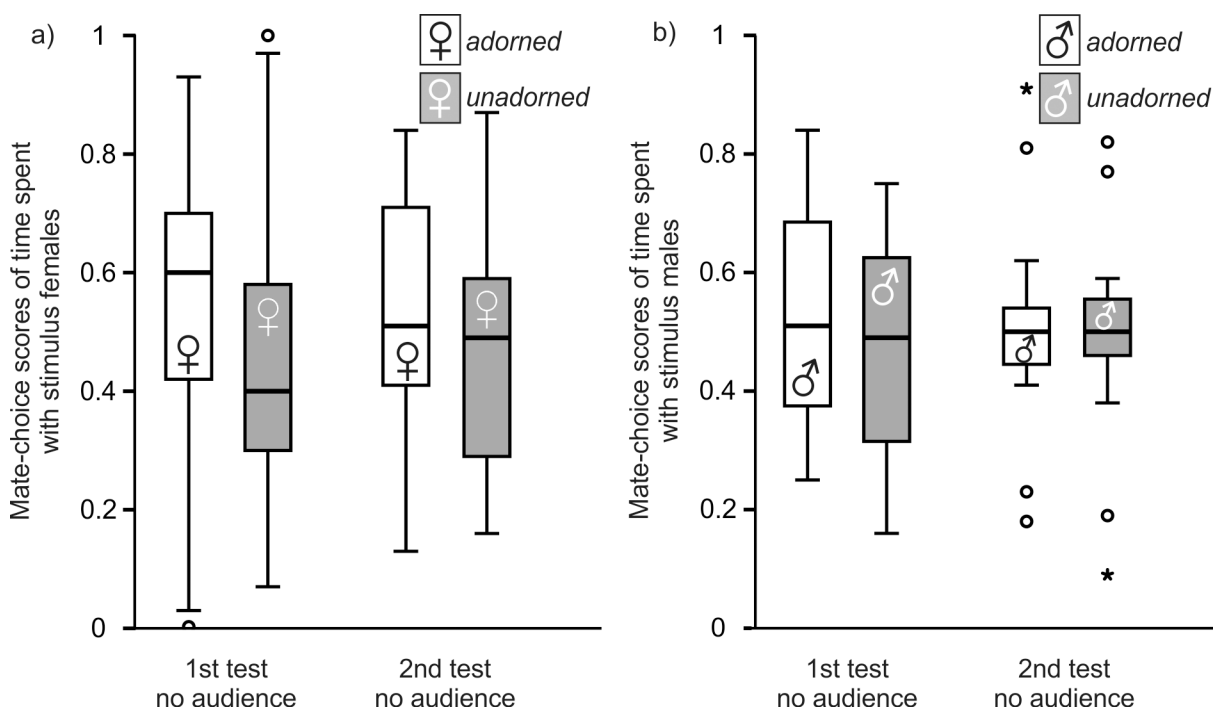 a)
Mate-choice scores of time spent
with stimulus females
1
0.8
0.6
0.4
0.2
0
♀ adorned
♀ unadorned
1st test
no audience
2nd test
no audience
b)
Mate-choice scores of time spent
with stimulus males
1
0.8
0.6
0.4
0.2
0
♂ adorned
♂ unadorned
1st test
no audience
2nd test
no audience